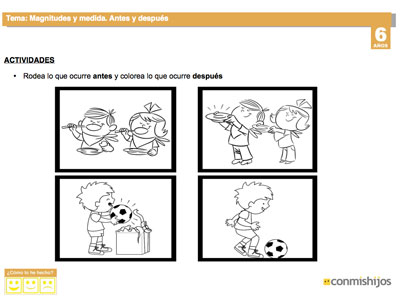 Tema: Magnitudes y medida. Antes y después
6
AÑOS
ACTIVIDADES
• Rodea lo que ocurre antes y colorea lo que ocurre después
¿Cómo lo he hecho?
conmishijos